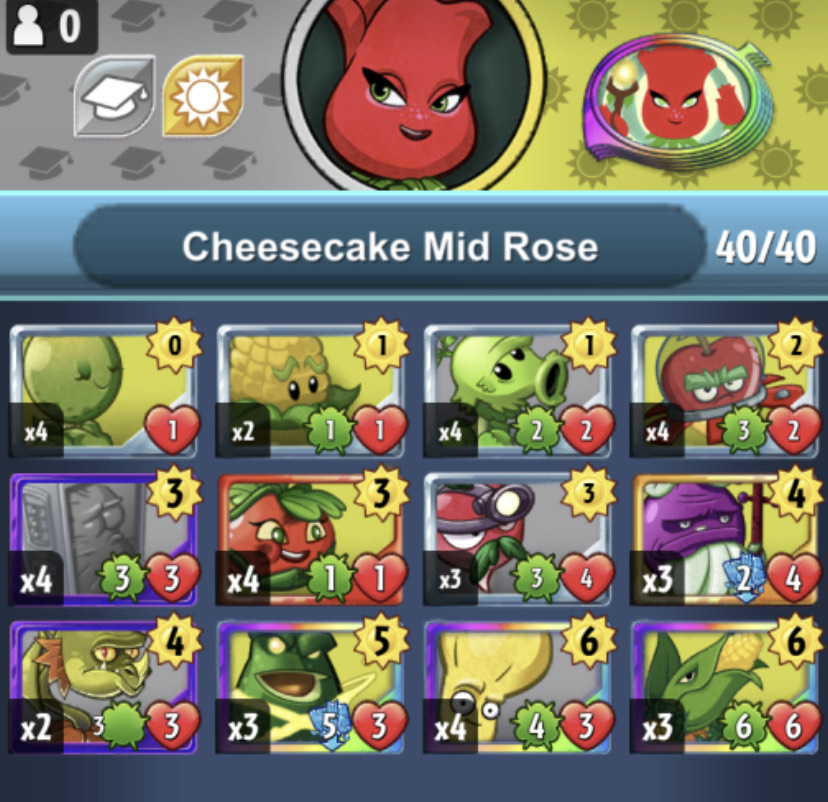 0
Cheesecake Mid Rose 40/40
0 1 1 2
x4 1 x2 1 1 x4 2 2 x4 3 2
3 3 3 4
x4 3 3 x4 1 1 x3 3 4 x3 2 4
4 5 6 6
x2 3 3 x3 5 3 x4 4 3 x3 6 6